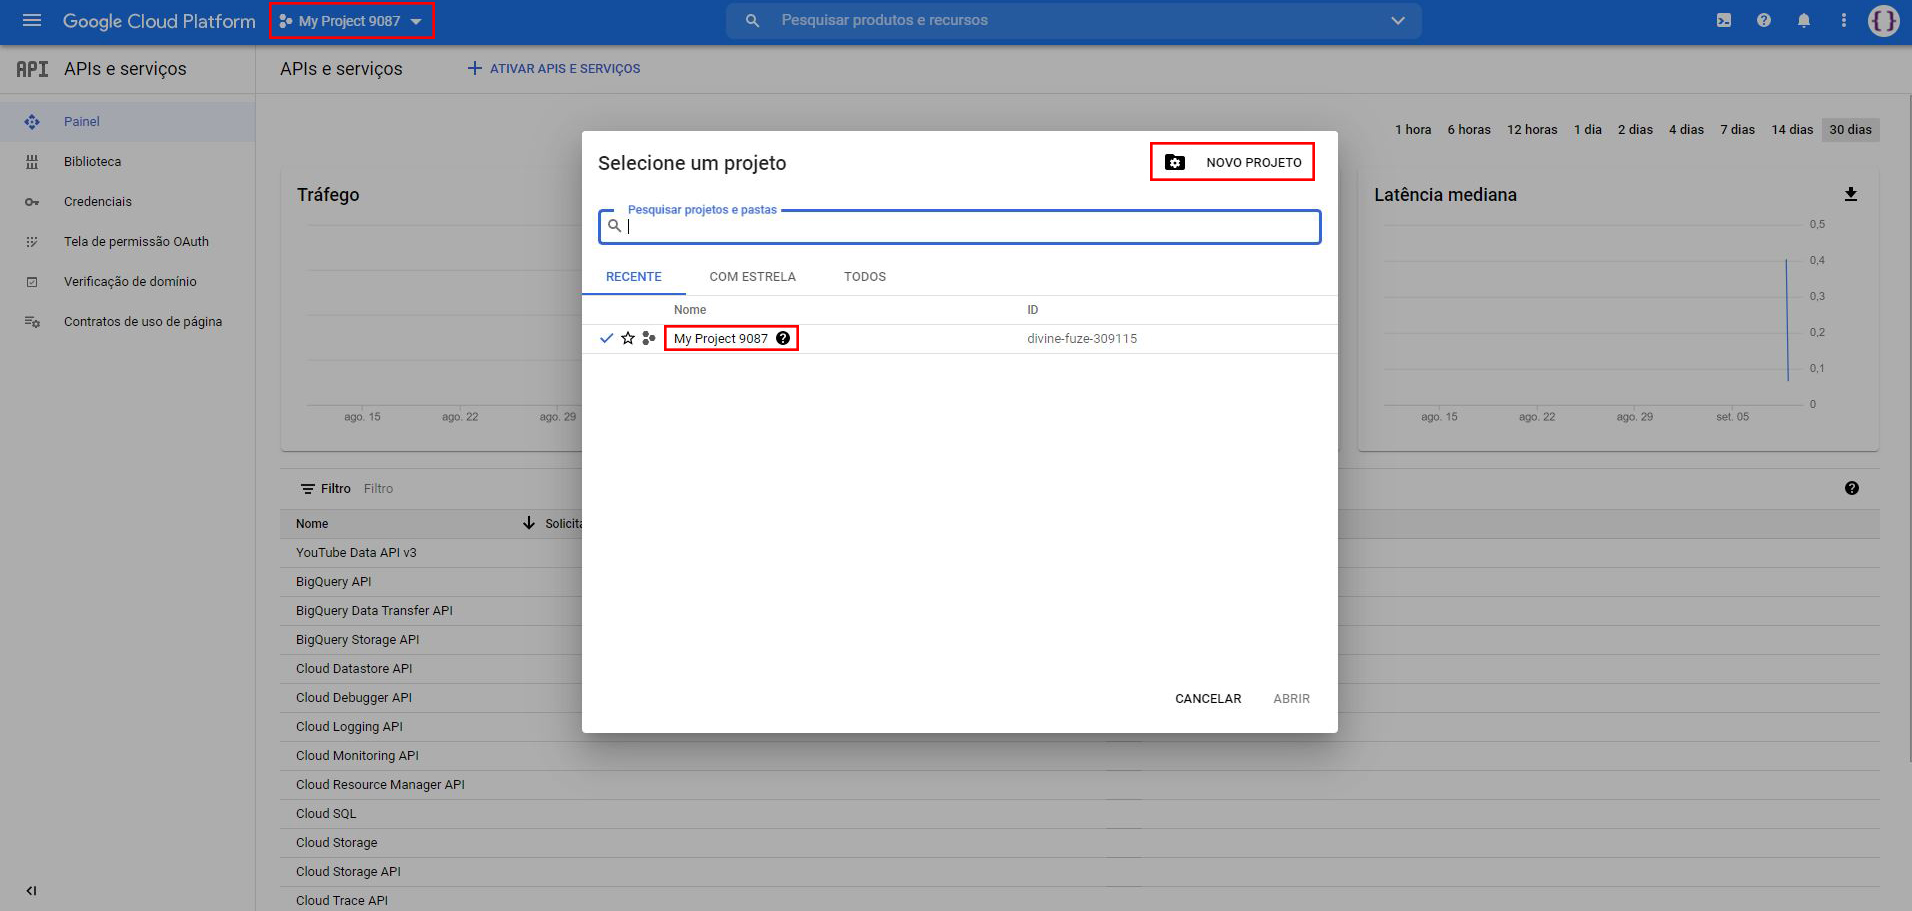 Google Cloud Platform My Project 9087 Pesquisar produtos e recursos
API APIs e serviços
APIs e serviços
ATIVAR APIS E SERVIÇOS
Painel
Biblioteca
Credenciais
Tela de permissão OAuth
Verificação de domínio
Contratos de uso de página
1 hora 6 horas 12 horas 1 dia 2 dias 4 dias 7 dias 14 dias 30 dias
Tráfego
ago. 15 ago. 22 ago. 29
Selecione um projeto
NOVO PROJETO
Pesquisar projetos e pastas
RECENTE COM ESTRELA TODOS
Nome ID
My Project 9087 divine-fuze-309115
CANCELAR ABRIR
Latência mediana
0,5
0,4
0,3
0,2
0,1
0
ago. 15 ago. 22 ago. 29 set. 05
Filtro Filtro
Nome Solicita
YouTube Data API v3
BigQuery API
BigQuery Data Transfer API
BigQuery Storage API
Cloud Datastore API
Cloud Debugger API
Cloud Logging API
Cloud Monitoring API
Cloud Resource Manager API
Cloud SQL
Cloud Storage
Cloud Storage API
Cloud Trace API